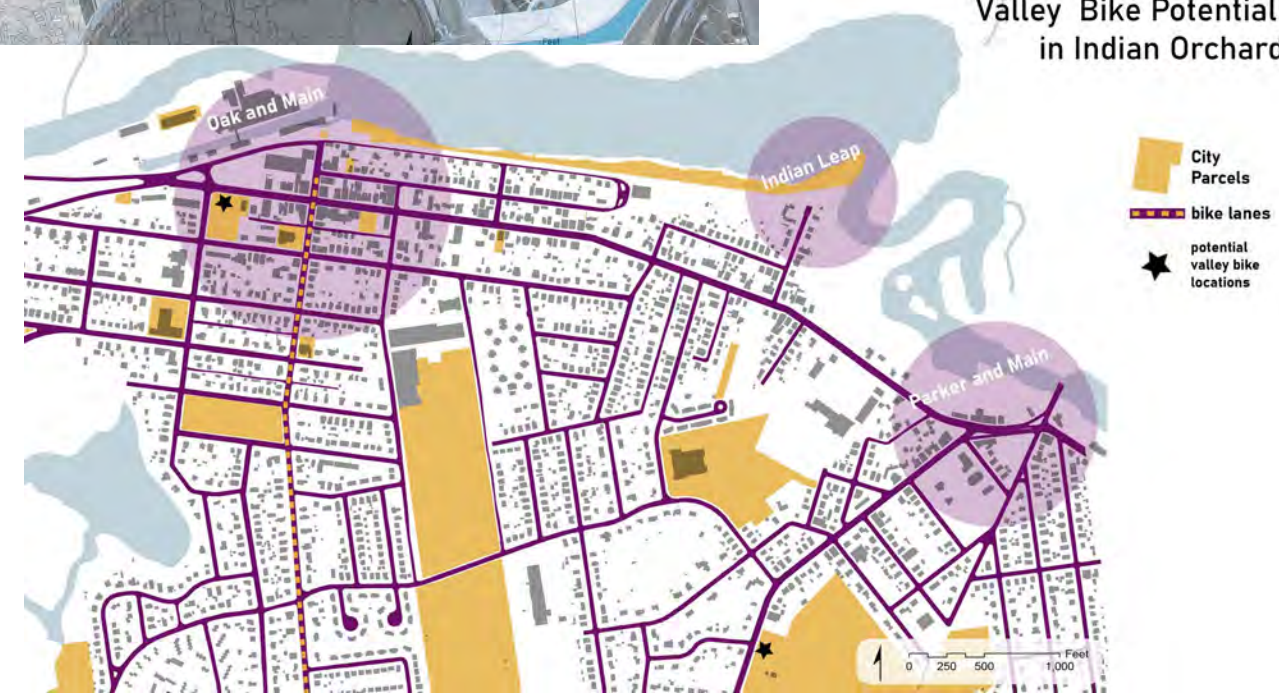 Feet
Valley Bike Potential
in Indian Orchard
Oak and Main
Indian Leap
Parker and Main
City
Parcels
bike lanes
potential
valley bike
locations
Feet
0 250 500 1,000